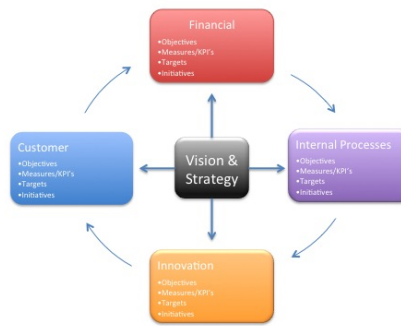 Financial
•Objectives
•Measures/KPI's
•Targets
•Initiatives
Customer
•Objectives
•Measures/KPI's
•Targets
•Initiatives
Vision &
Strategy
Internal Processes
•Objectives
•Measures/KPI's
•Targets
•Initiatives
Innovation
•Objectives
•Measures/KPI's
•Targets
•Initiatives